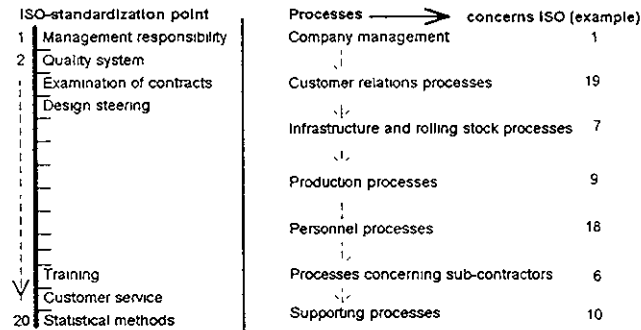 ISO-standardization point
1 Management responsibility
2 Quality system
Examination of contracts
Design steering
Training
Customer service
20 Statistical methods
Processes concerns ISO (example)
Company management 1
Customer relations processes 19
Infrastructure and rolling stock processes 7
Production processes 9
Personnel processes 18
Processes concerning sub-contractors 6
Supporting processes 10